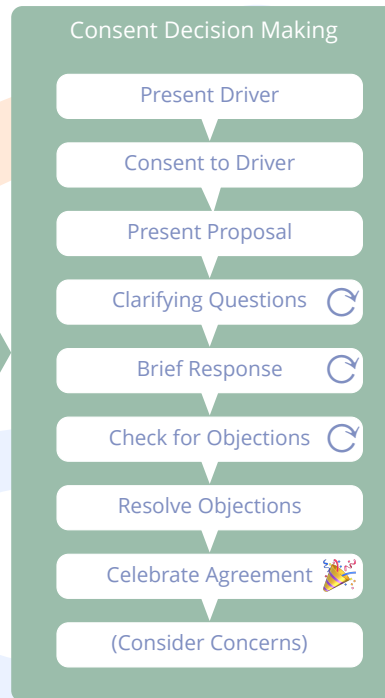 Consent Decision Making
Present Driver
Consent to Driver
Present Proposal
Clarifying Questions
Brief Response
Check for Objections
Resolve Objections
Celebrate Agreement
(Consider Concerns)